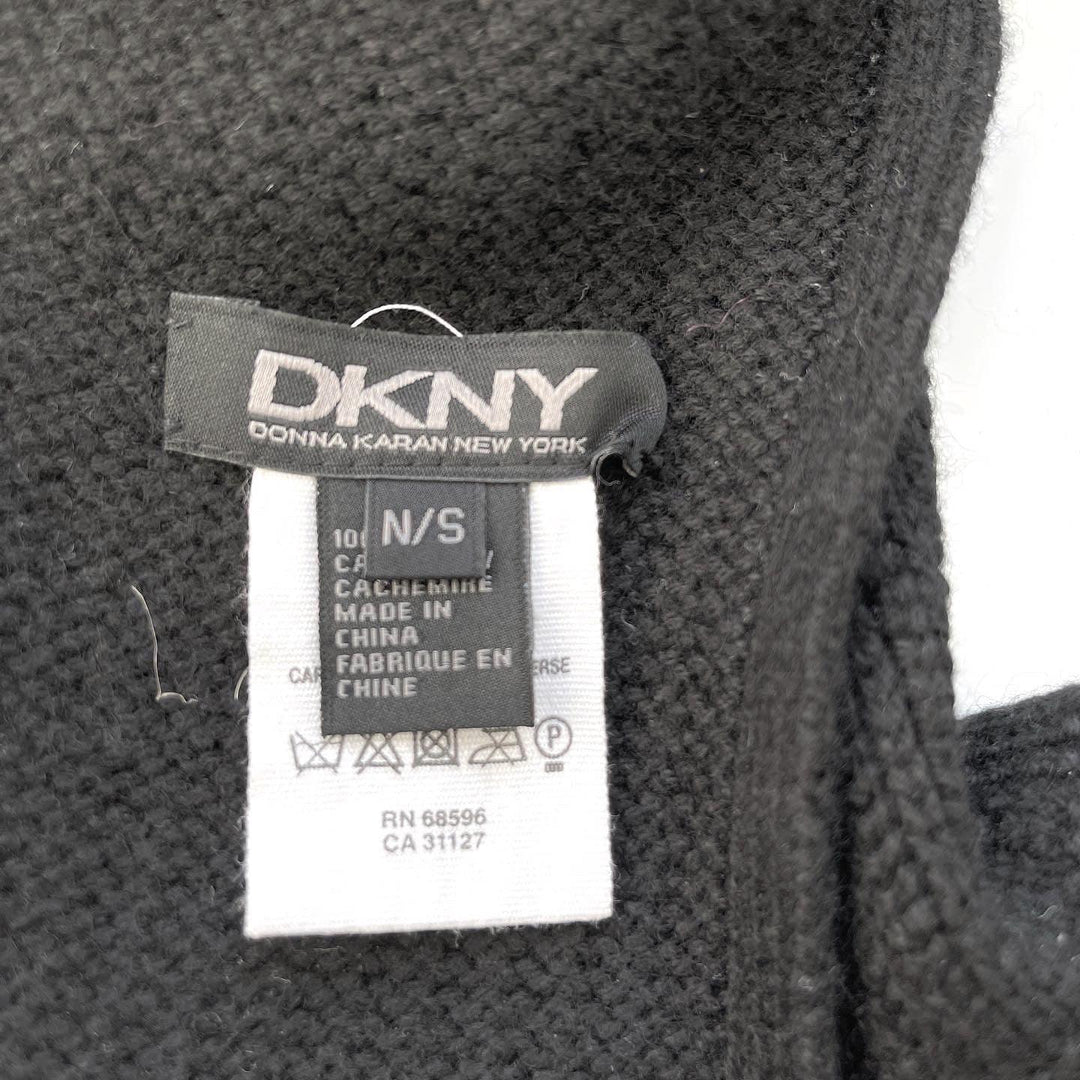 DKNY
DONNA KARAN NEW YORK
N/S
CACHEMIRE
MADE IN
CHINA
FABRIQUE EN
CHINE
P
RN 68596
CA 31127